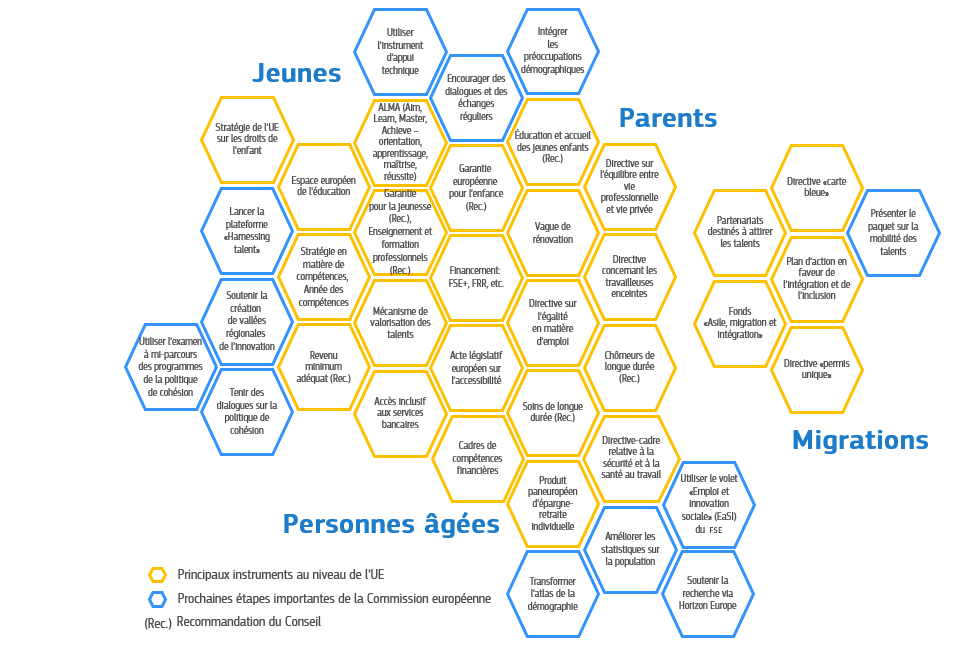 Jeunes
Parents
Migrations
Personnes âgées
Utiliser
l'instrument
d'appui
technique
Intégrer
les
préoccupations
démographiques
Encourager des
dialogues et des
échanges
réguliers
Stratégie de l'UE
sur les droits de
l'enfant
ALMA (Aim,
Learn, Master,
Achieve –
orientation,
apprentissage,
maîtrise,
réussite)
Éducation et accueil
des jeunes enfants
(Rec.)
Espace européen
de l'éducation
Garantie
européenne
pour l'enfance
(Rec.)
Directive sur
l'équilibre entre
vie
professionnelle
et vie privée
Lancer la
plateforme
«Harnessing
talent»
Garantie
pour la jeunesse
(Rec.),
Enseignement et
formation
professionnels
(Rec.)
Vague de
rénovation
Stratégie en
matière de
compétences,
Année des
compétences
Financement:
FSE+, FRR, etc.
Directive
concernant les
travailleuses
enceintes
Soutenir la
création
de vallées
régionales
de l'innovation
Mécanisme de
valorisation des
talents
Directive sur
l'égalité
en matière
d'emploi
Utiliser l'examen
à mi-parcours
des programmes
de la politique
de cohésion
Revenu
minimum
adéquat (Rec.)
Acte législatif
européen sur
l'accessibilité
Chômeurs de
longue durée
(Rec.)
Tenir des
dialogues sur la
politique de
cohésion
Accès inclusif
aux services
bancaires
Soins de longue
durée (Rec.)
Cadres de
compétences
financières
Directive-cadre
relative à la
sécurité et à la
santé au travail
Produit
paneuropéen
d'épargne-
retraite
individuelle
Utiliser le volet
«Emploi et
innovation
sociale» (EaSI)
du FSE
Améliorer les
statistiques sur
la population
Transformer
l'atlas de la
démographie
Soutenir la
recherche via
Horizon Europe
Directive «carte
bleue»
Partenariats
destinés à attirer
les talents
Présenter le
paquet sur la
mobilité des
talents
Plan d'action en
faveur de
l'intégration et de
l'inclusion
Fonds
«Asile, migration et
intégration»
Directive «permis
unique»
Principaux instruments au niveau de l'UE
Prochaines étapes importantes de la Commission européenne
(Rec.) Recommandation du Conseil